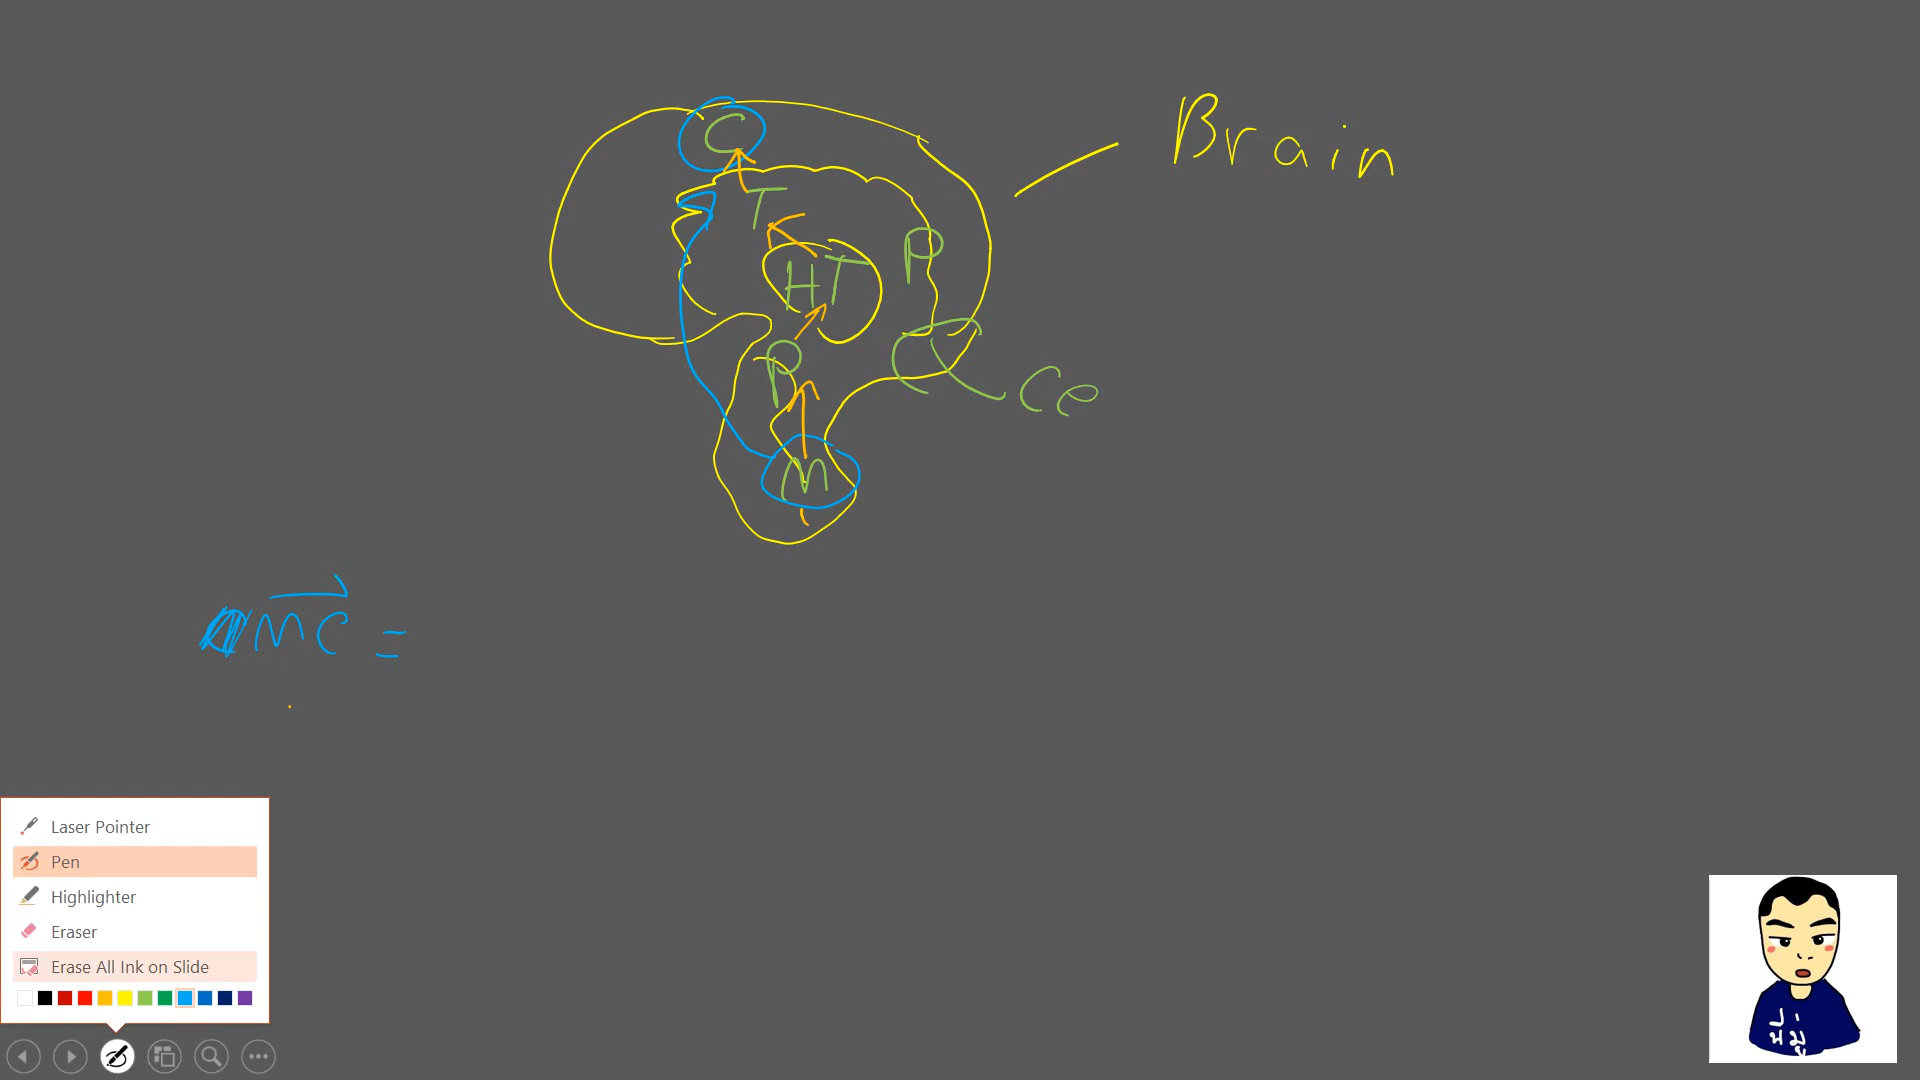 Brain
C
T
HT
P
P
Ce
M
MC =
Laser Pointer
Pen
Highlighter
Eraser
Erase All Ink on Slide